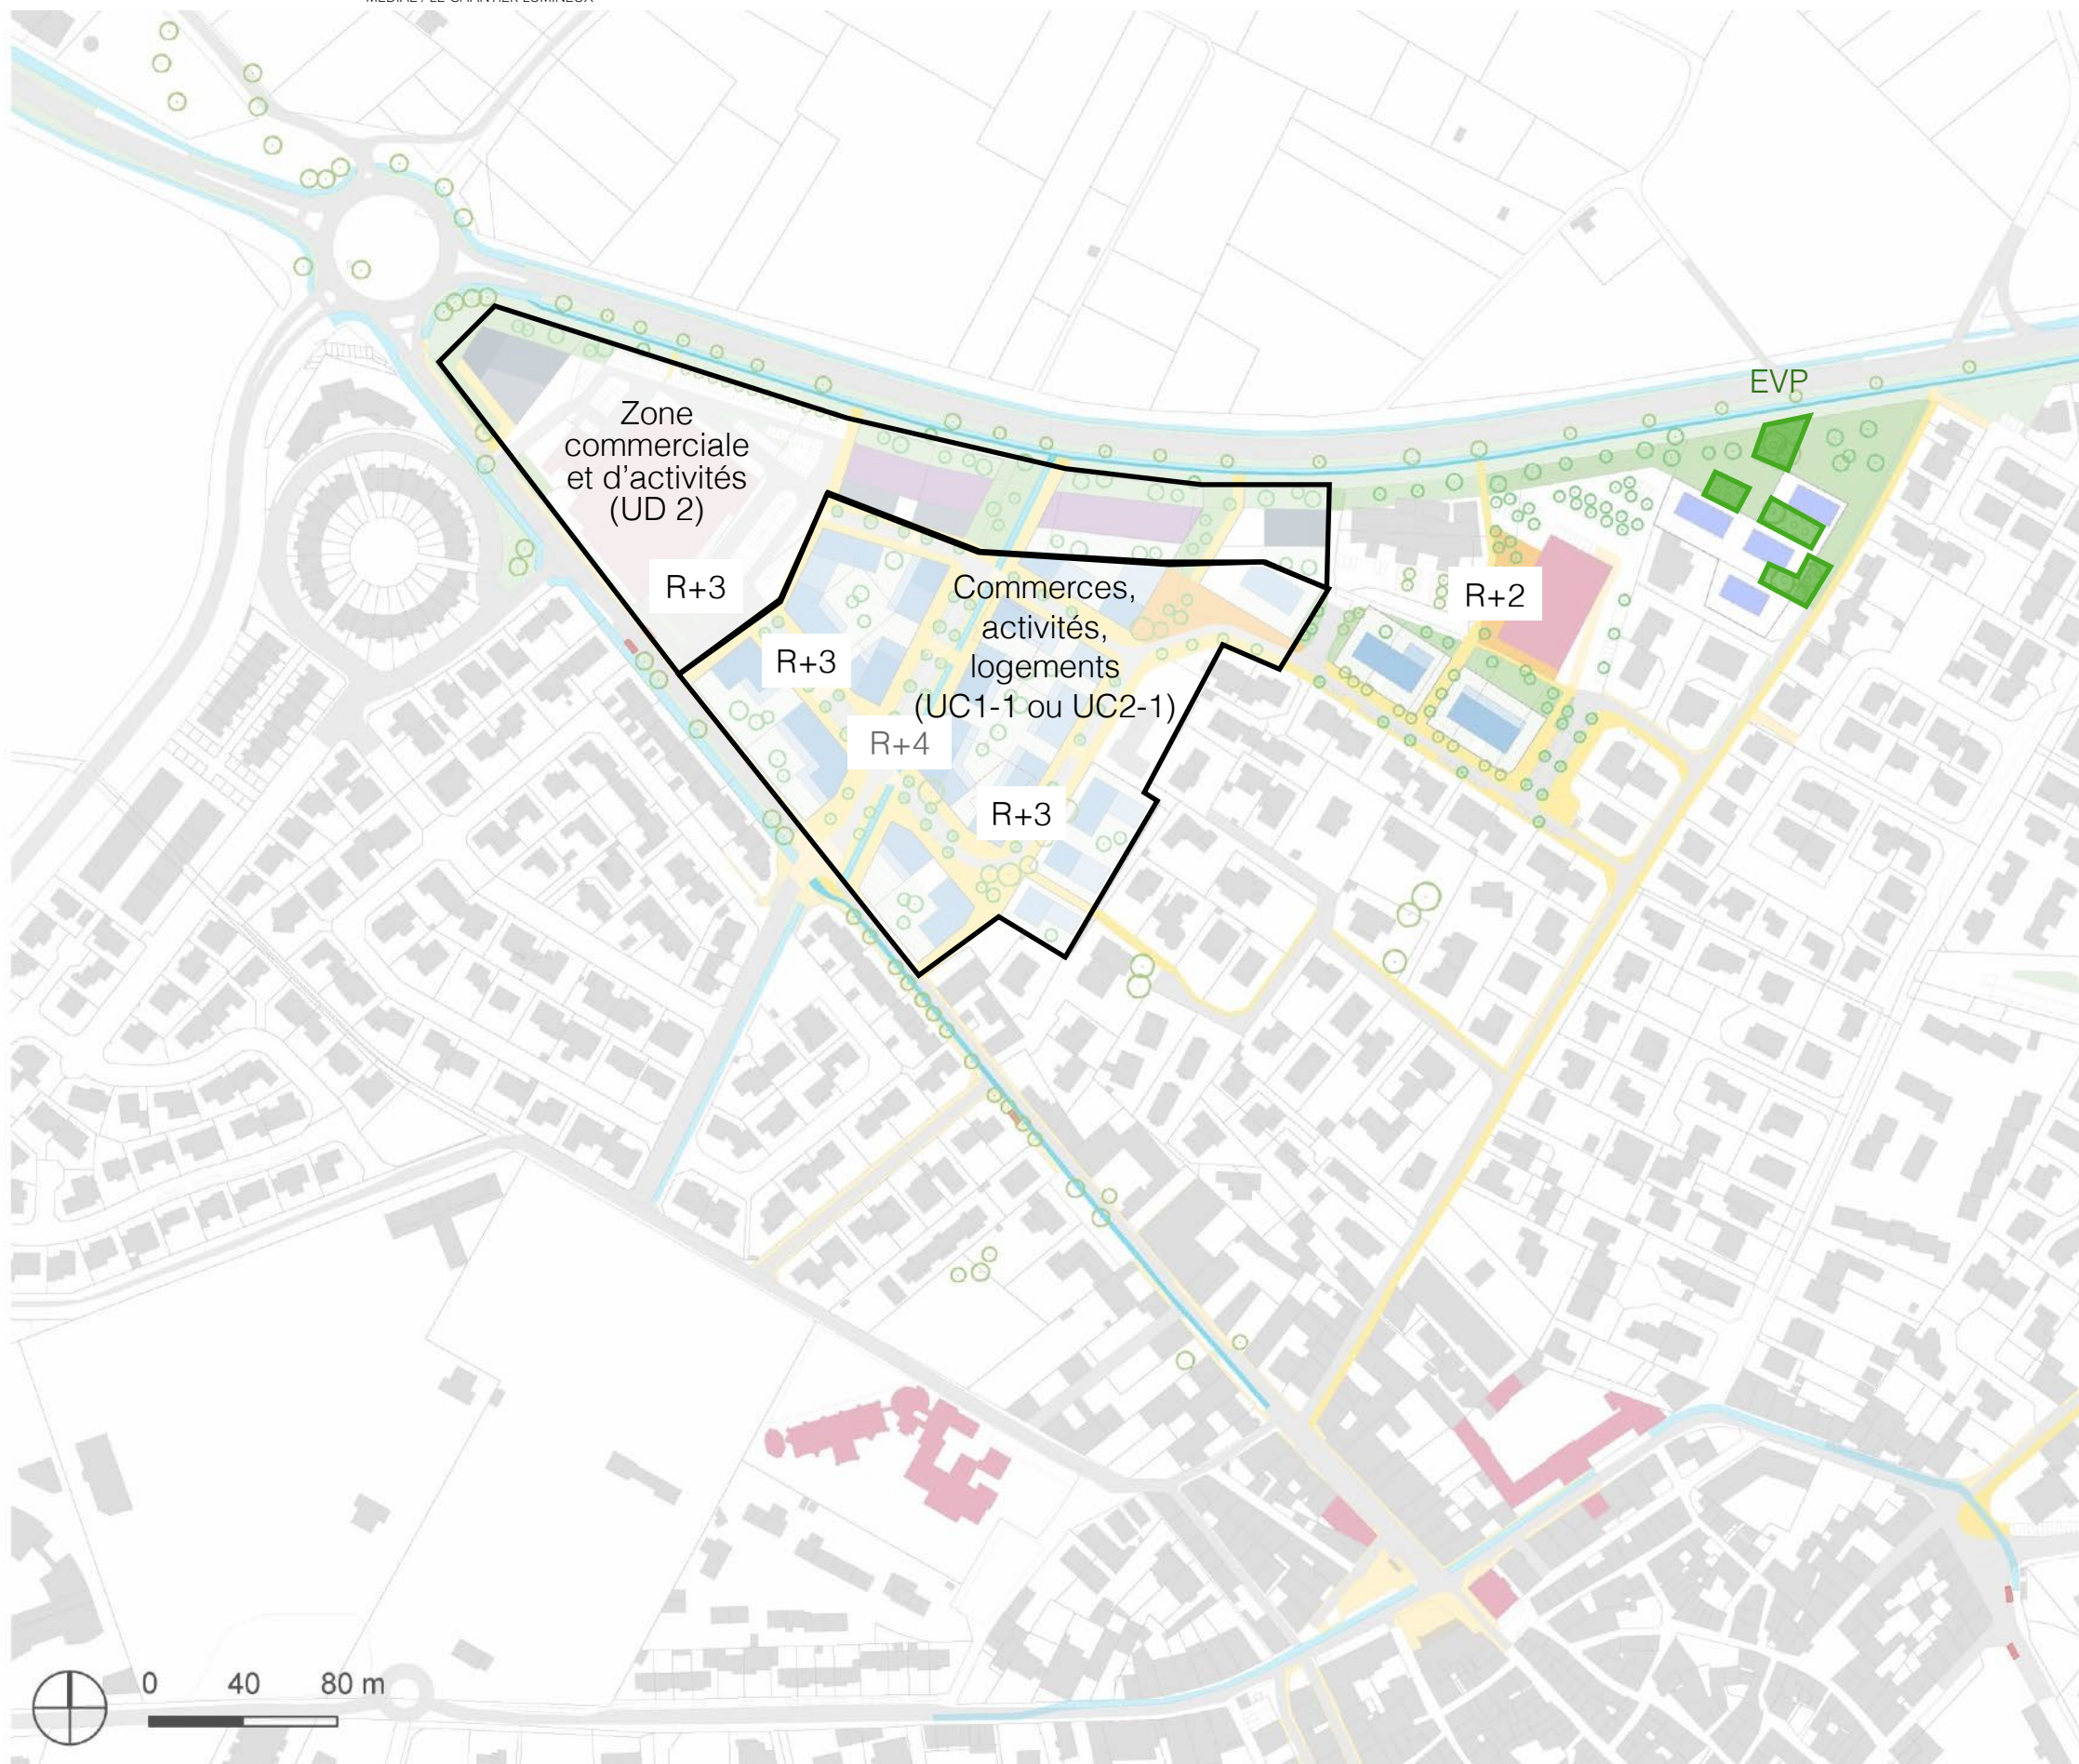 EVP
Zone
commerciale
et d'activités
(UD 2)
R+3
Commerces,
activités,
logements
(UC1-1 ou UC2-1)
R+2
R+3
R+4
R+3
0 40 80 m